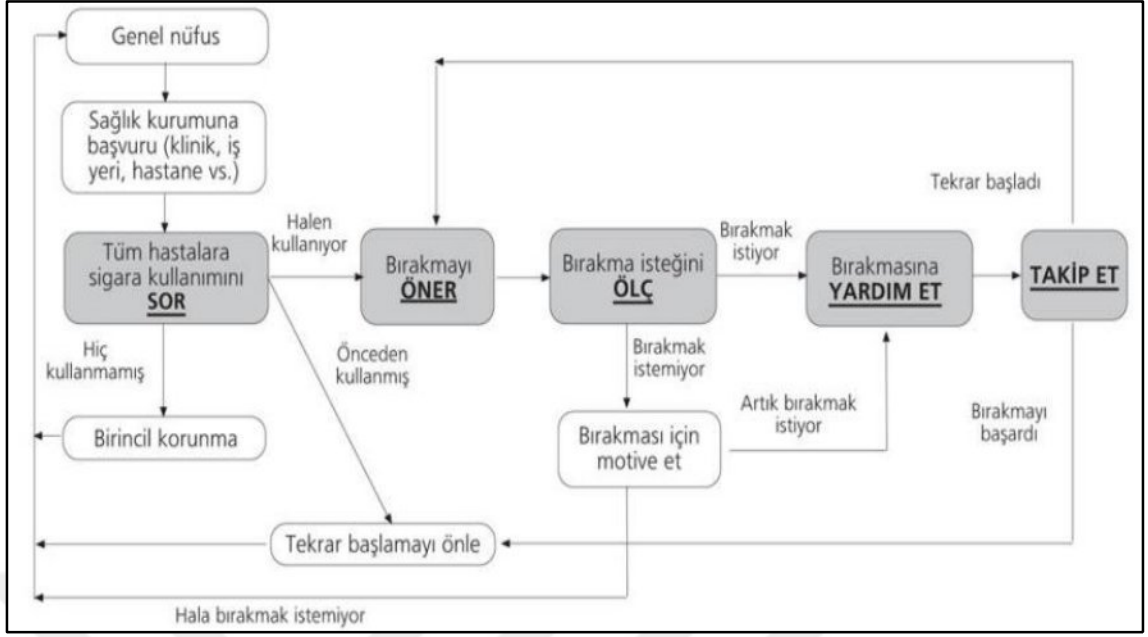 Genel nüfus
Sağlık kurumuna
başvuru (klinik, iş
yeri, hastane vs.)
Tüm hastalara
sigara kullanımını
SOR
Halen
kullanıyor
Bırakmayı
ÖNER
Bırakma isteğini
ÖLÇ
Bırakmak
istiyor
Bırakmasına
YARDIM ET
TAKİP ET
Tekrar başladı
Hiç
kullanmamış
Önceden
kullanmış
Bırakmak
istemiyor
Artık bırakmak
istiyor
Bırakmayı
başardı
Birincil korunma
Bırakması için
motive et
Tekrar başlamayı önle
Hala bırakmak istemiyor